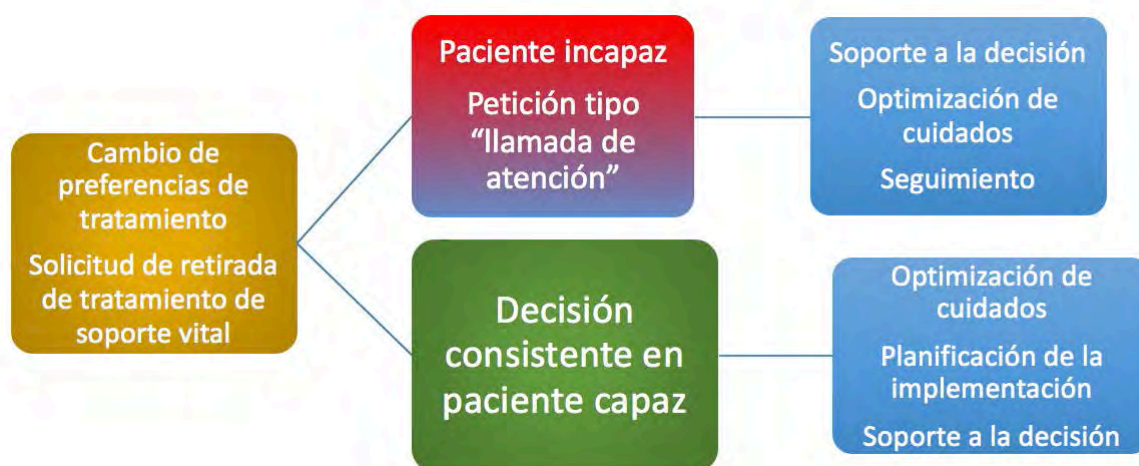 Cambio de
preferencias de
tratamiento
Solicitud de retirada
de tratamiento de
soporte vital
Paciente incapaz
Petición tipo
“llamada de
atención”
Soporte a la decisión
Optimización de
cuidados
Seguimiento
Decisión
consistente en
paciente capaz
Optimización de
cuidados
Planificación de la
implementación
Soporte a la decisión